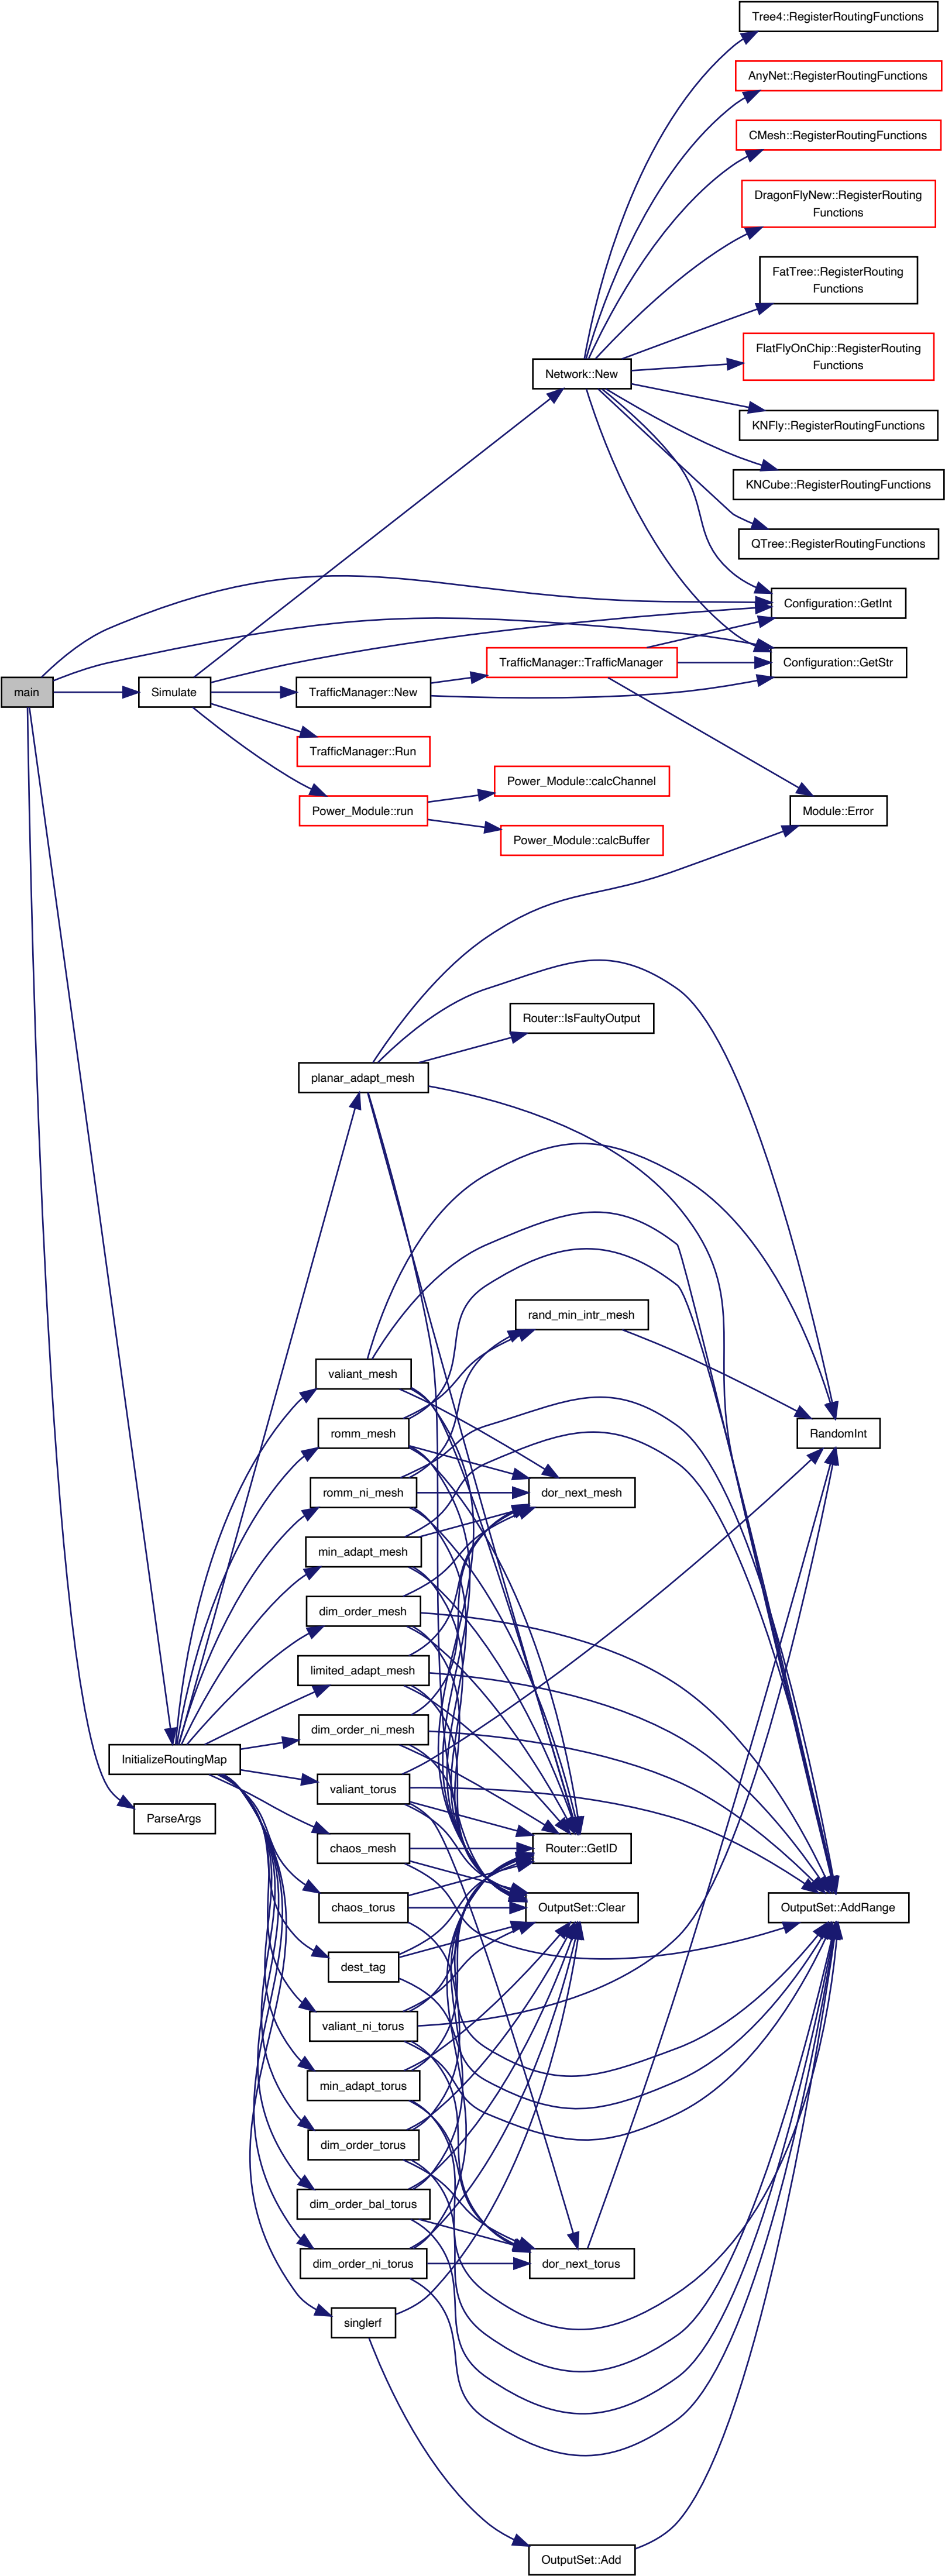 Tree4::RegisterRoutingFunctions
AnyNet::RegisterRoutingFunctions
CMesh::RegisterRoutingFunctions
DragonFlyNew::RegisterRouting
Functions
FatTree::RegisterRouting
Functions
FlatFlyOnChip::RegisterRouting
Functions
Network::New
KNFly::RegisterRoutingFunctions
KNCube::RegisterRoutingFunctions
QTree::RegisterRoutingFunctions
Configuration::GetInt
Configuration::GetStr
TrafficManager::TrafficManager
main
Simulate
TrafficManager::New
TrafficManager::Run
Power_Module::calcChannel
Power_Module::run
Module::Error
Power_Module::calcBuffer
Router::IsFaultyOutput
planar_adapt_mesh
rand_min_intr_mesh
valiant_mesh
romm_mesh
RandomInt
romm_ni_mesh
dor_next_mesh
min_adapt_mesh
dim_order_mesh
limited_adapt_mesh
dim_order_ni_mesh
InitializeRoutingMap
valiant_torus
ParseArgs
chaos_mesh
Router::GetID
chaos_torus
OutputSet::Clear
OutputSet::AddRange
dest_tag
valiant_ni_torus
min_adapt_torus
dim_order_torus
dim_order_bal_torus
dim_order_ni_torus
dor_next_torus
singlerf
OutputSet::Add